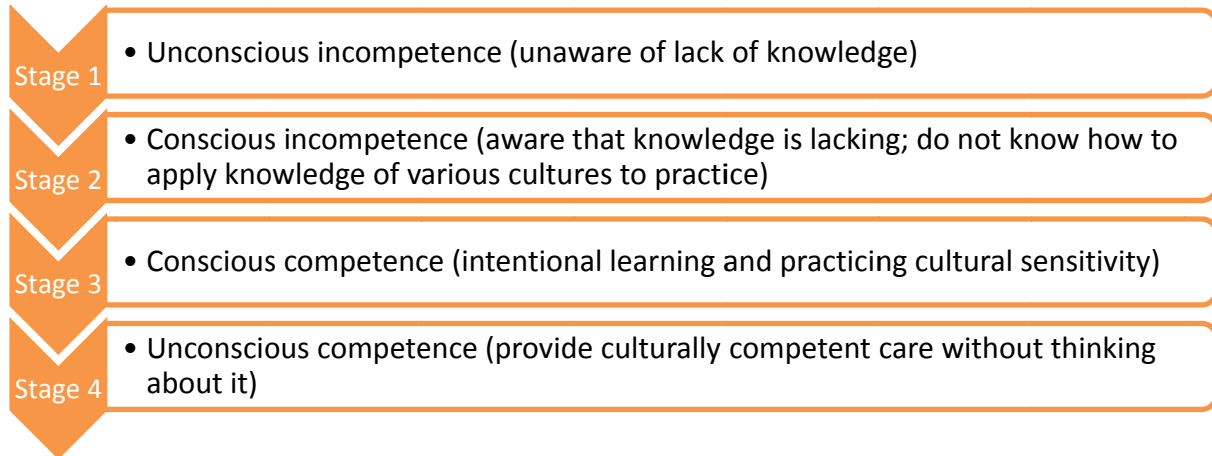 Stage 1
• Unconscious incompetence (unaware of lack of knowledge)
Stage 2
• Conscious incompetence (aware that knowledge is lacking; do not know how to
apply knowledge of various cultures to practice)
Stage 3
• Conscious competence (intentional learning and practicing cultural sensitivity)
Stage 4
• Unconscious competence (provide culturally competent care without thinking
about it)